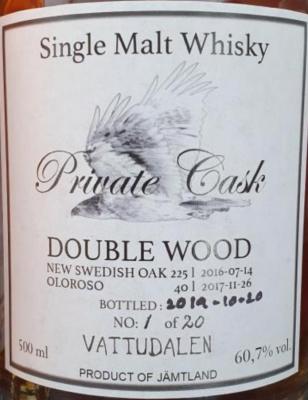 Single Malt Whisky
Private Cask
DOUBLE WOOD
NEW SWEDISH OAK 225 l 2016-07-14
OLOROSO 40 l 2017-11-26
BOTTLED: 2019-10-20
NO: 1 of 20
VATTUDALEN
500 ml 60,7% vol.
PRODUCT OF JÄMTLAND